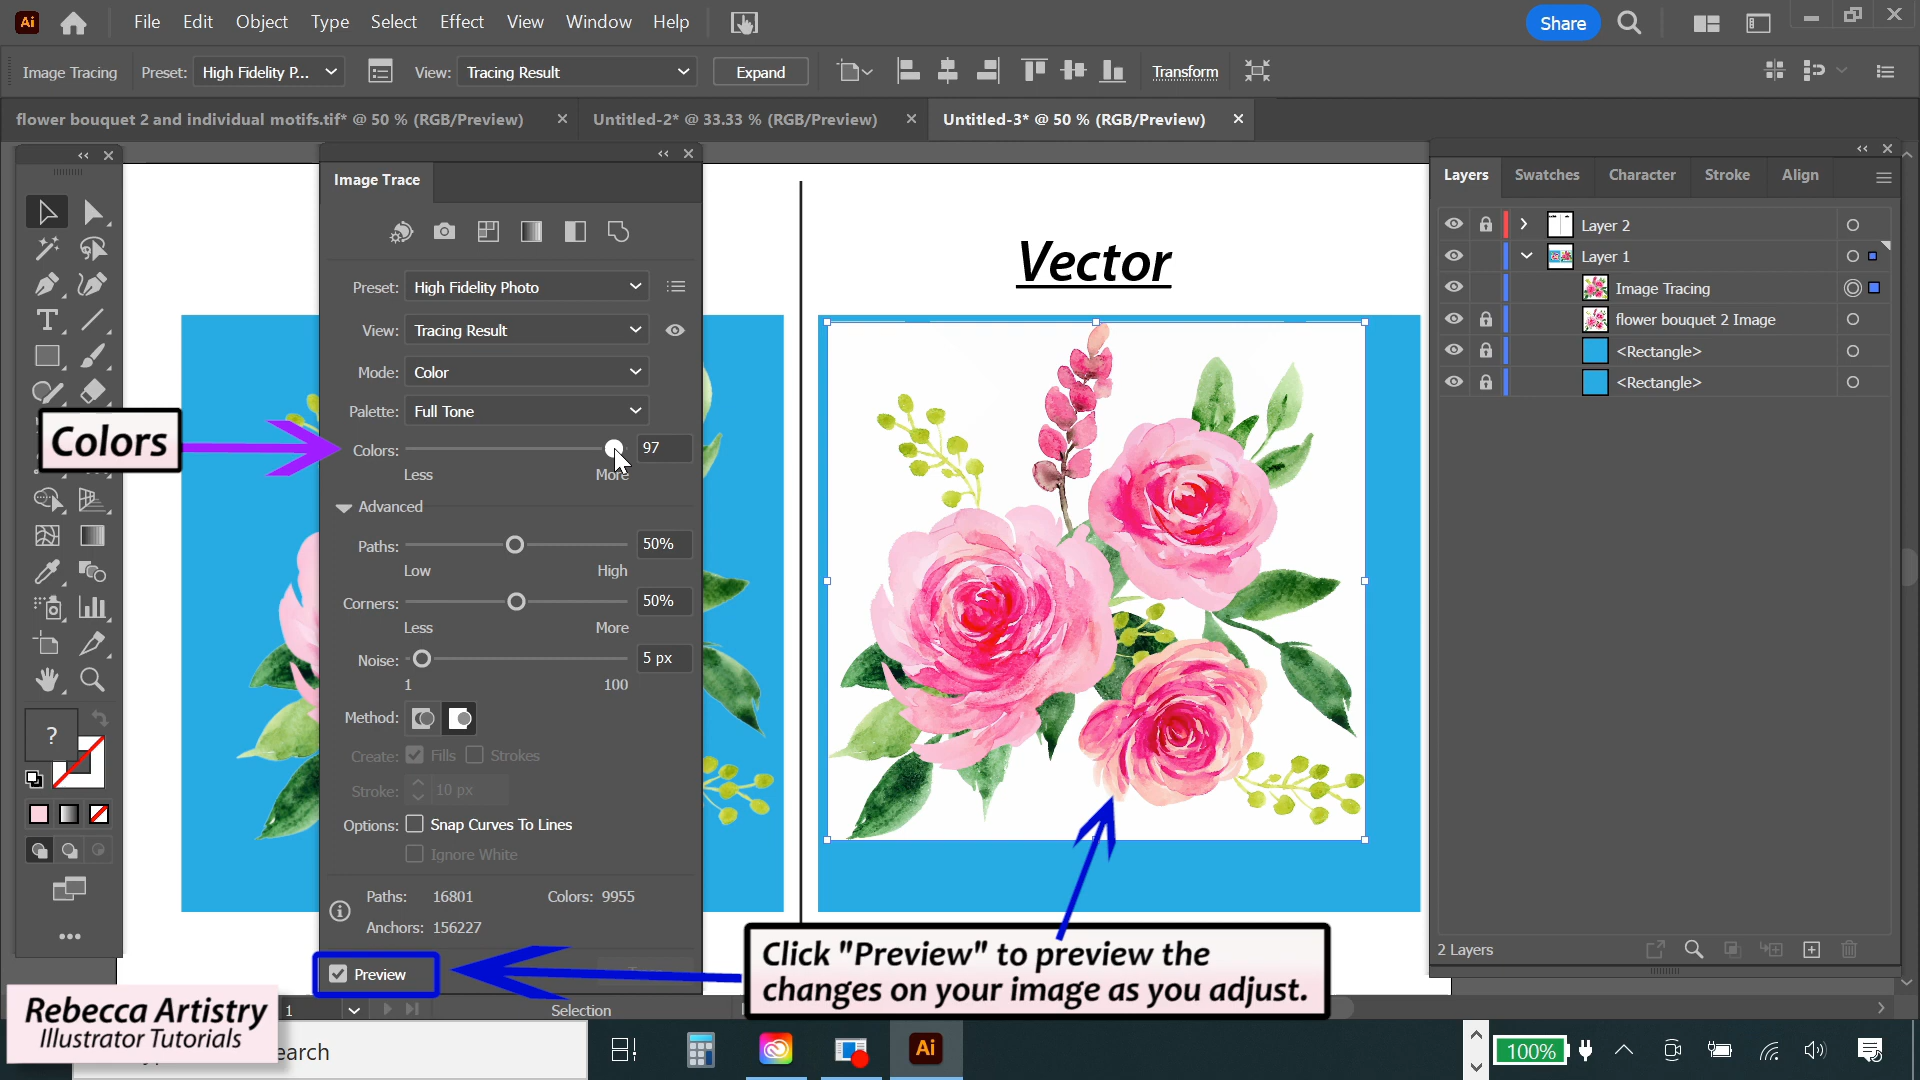 Ai File Edit Object Type Select Effect View Window Help Share
Image Tracing Preset: High Fidelity P... View: Tracing Result Expand Transform
flower bouquet 2 and individual motifs.tif* @ 50 % (RGB/Preview) Untitled-2* @ 33.33 % (RGB/Preview) Untitled-3* @ 50 % (RGB/Preview)
Image Trace
Preset: High Fidelity Photo
View: Tracing Result
Mode: Color
Palette: Full Tone
Colors: 97
Less More
Advanced
Paths: 50%
Low High
Corners: 50%
Less More
Noise: 5 px
1 100
Method:
Create: Fills Strokes
Stroke: 10 px
Options: Snap Curves To Lines
Ignore White
Paths: 16801 Colors: 9955
Anchors: 156227
Preview
Colors
?
Vector
Layers Swatches Character Stroke Align
Layer 2
Layer 1
Image Tracing
flower bouquet 2 Image
<Rectangle>
<Rectangle>
2 Layers
Click "Preview" to preview the
changes on your image as you adjust.
Rebecca Artistry
Illustrator Tutorials
1 Selection
earch
Ai
100%